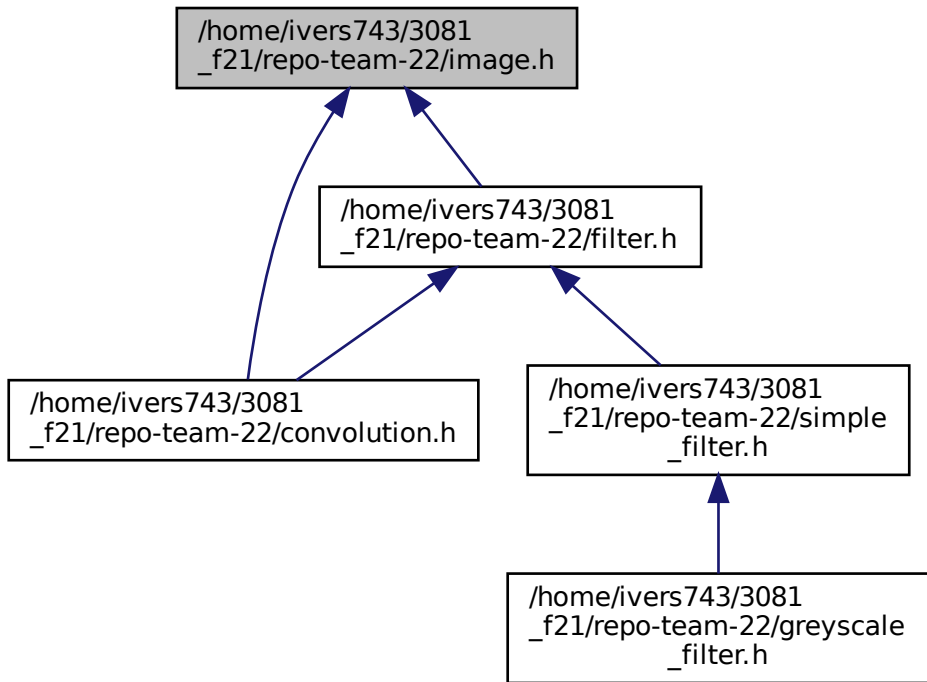 /home/ivers743/3081
_f21/repo-team-22/image.h
/home/ivers743/3081
_f21/repo-team-22/filter.h
/home/ivers743/3081
_f21/repo-team-22/convolution.h
/home/ivers743/3081
_f21/repo-team-22/simple
_filter.h
/home/ivers743/3081
_f21/repo-team-22/greyscale
_filter.h